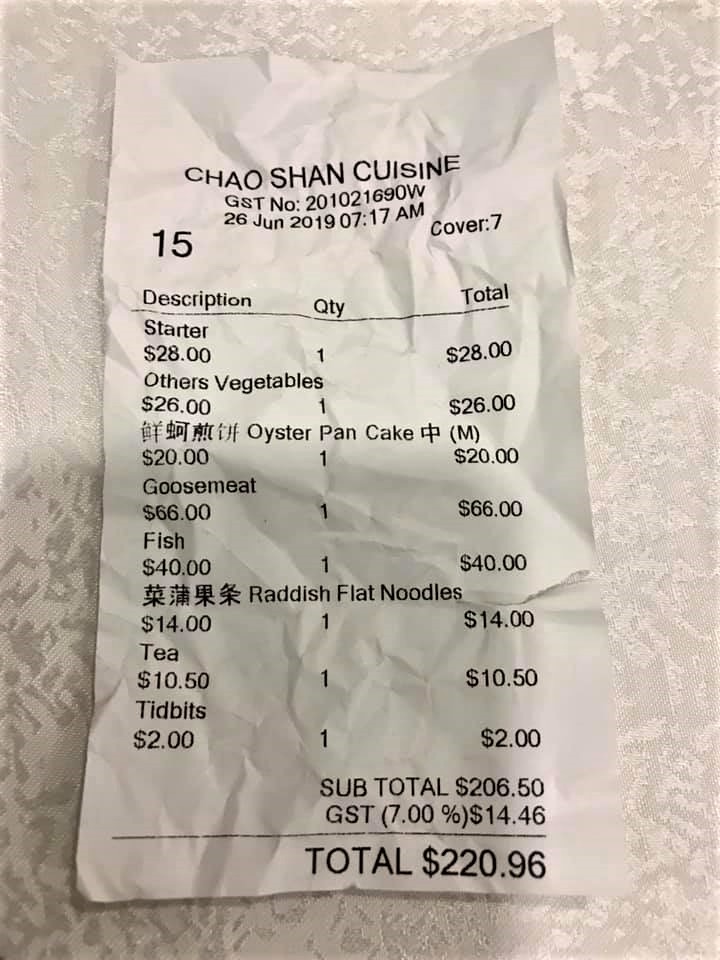 CHAO SHAN CUISINE
GST No: 201021690W
26 Jun 2019 07:17 AM
15 Cover:7
Description Qty Total
Starter
$28.00 1 $28.00
Others Vegetables
$26.00 1 $26.00
鲜蚵煎饼 Oyster Pan Cake 中 (M)
$20.00 1 $20.00
Goosemeat
$66.00 1 $66.00
Fish
$40.00 1 $40.00
菜蒲果条 Raddish Flat Noodles
$14.00 1 $14.00
Tea
$10.50 1 $10.50
Tidbits
$2.00 1 $2.00
SUB TOTAL $206.50
GST (7.00 %)$14.46
TOTAL $220.96